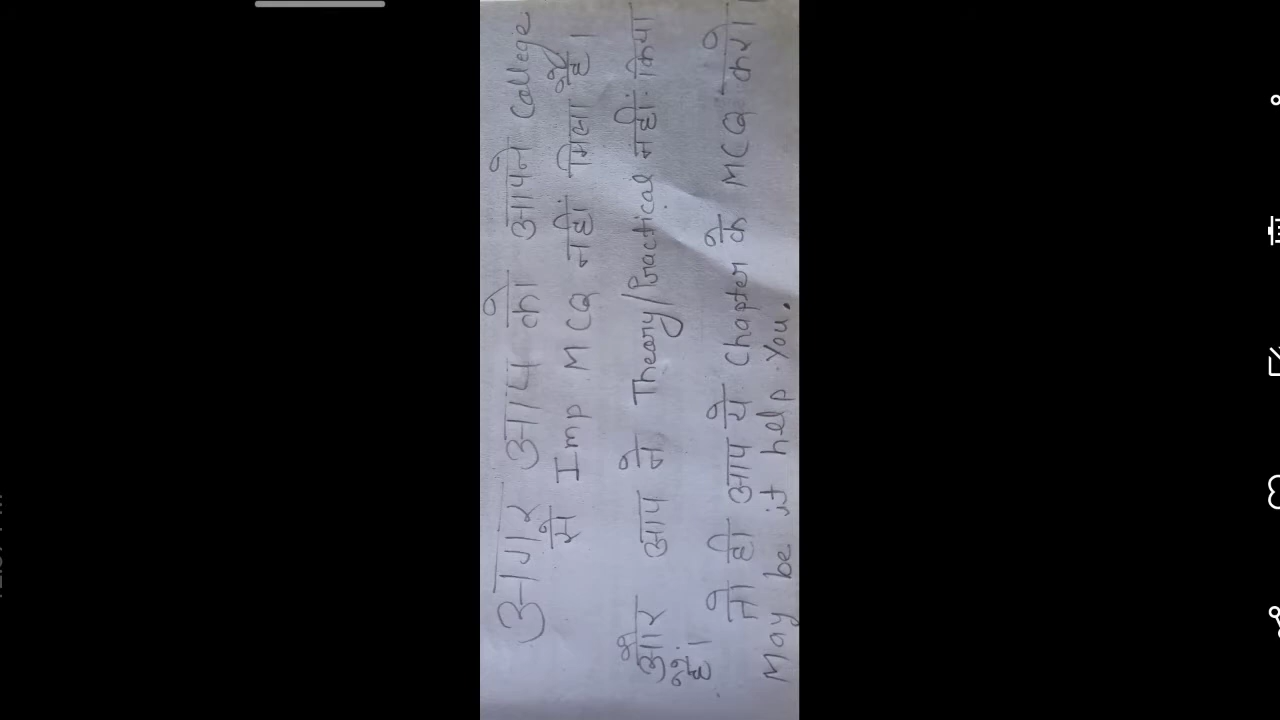 अगर आप को आपने College
से Imp MCQ नहीं मिला है।
और आप ने Theory/Practical नहीं किया
है।
तो ही आप ये Chapter के MCQ करे।
May be it help You.